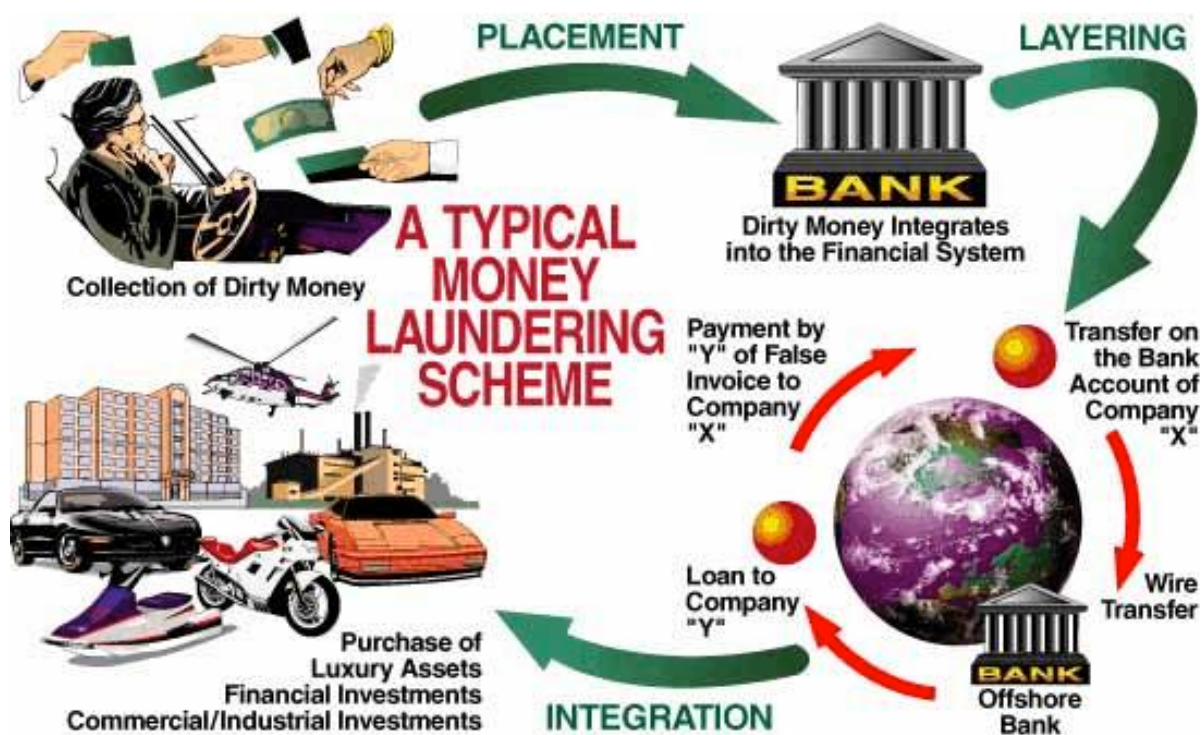 PLACEMENT
LAYERING
BANK
Dirty Money Integrates
into the Financial System
Collection of Dirty Money
A TYPICAL
MONEY
LAUNDERING
SCHEME
Payment by
"Y" of False
Invoice to
Company
"X"
Transfer on
the Bank
Account of
Company
"X"
Loan to
Company
"Y"
Wire
Transfer
BANK
Offshore
Bank
Purchase of
Luxury Assets
Financial Investments
Commercial/Industrial Investments
INTEGRATION